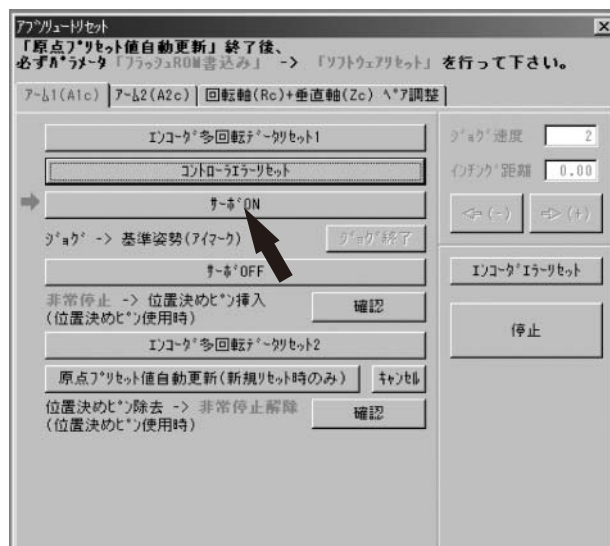 ｱﾌﾞｿﾘｭｰﾄﾘｾｯﾄ
「原点ﾌﾟﾘｾｯﾄ値自動更新」終了後、
必ずﾊﾟﾗﾒｰﾀ「ﾌﾗｯｼｭROM書込み」 -> 「ｿﾌﾄｳｪｱﾘｾｯﾄ」を行って下さい。
ｱｰﾑ1(A1c) ｱｰﾑ2(A2c) 回転軸(Rc)+垂直軸(Zc) ﾍﾟｱ調整
ｴﾝｺｰﾀﾞ多回転ﾃﾞｰﾀﾘｾｯﾄ1
ｺﾝﾄﾛｰﾗｴﾗｰﾘｾｯﾄ
ｻｰﾎﾞON
ｼﾞｮｸﾞ -> 基準姿勢(ｱｲﾏｰｸ) ｼﾞｮｸﾞ終了
ｻｰﾎﾞOFF
非常停止 -> 位置決めﾋﾟﾝ挿入
(位置決めﾋﾟﾝ使用時) 確認
ｴﾝｺｰﾀﾞ多回転ﾃﾞｰﾀﾘｾｯﾄ2
原点ﾌﾟﾘｾｯﾄ値自動更新(新規ﾘｾｯﾄ時のみ) ｷｬﾝｾﾙ
位置決めﾋﾟﾝ除去 -> 非常停止解除
(位置決めﾋﾟﾝ使用時) 確認
ｼﾞｮｸﾞ速度 2
ｲﾝﾁﾝｸﾞ距離 0.00
(-) (+)
ｴﾝｺｰﾀﾞｴﾗｰﾘｾｯﾄ
停止